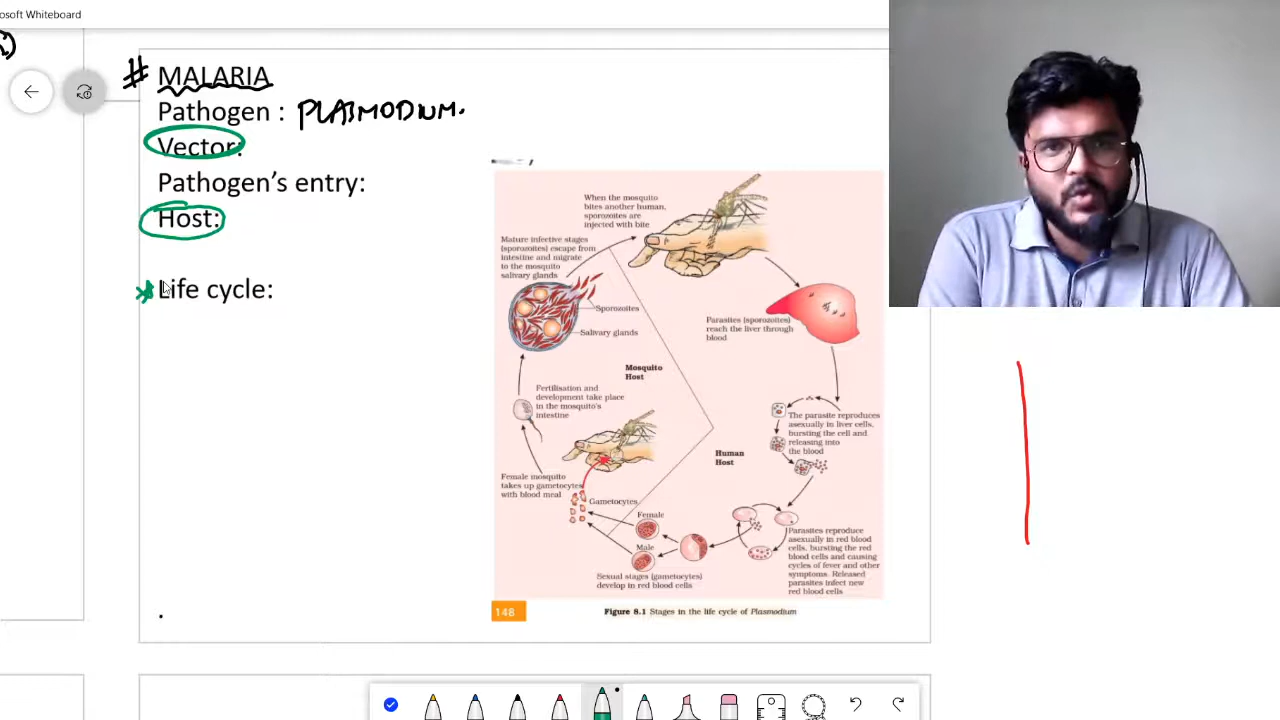 osoft Whiteboard
# MALARIA
Pathogen : PLASMODIUM.
Vector:
Pathogen's entry:
Host:
Life cycle:
.
When the mosquito
bites another human,
sporozoites are
injected with bite
Mature infective stages
(sporozoites) escape from
intestine and migrate
to the mosquito
salivary glands
Sporozoites
Salivary glands
Parasites (sporozoites)
reach the liver through
blood
Mosquito
Host
Fertilisation and
development take place
in the mosquito's
intestine
The parasite reproduces
asexually in liver cells,
bursting the cell and
releasing into
the blood
Human
Host
Female mosquito
takes up gametocytes
with blood meal
Gametocytes
Female
Male
Parasites reproduce
asexually in red blood
cells, bursting the red
blood cells and causing
cycles of fever and other
symptoms. Released
parasites infect new
red blood cells
Sexual stages (gametocytes)
develop in red blood cells
148
Figure 8.1 Stages in the life cycle of Plasmodium